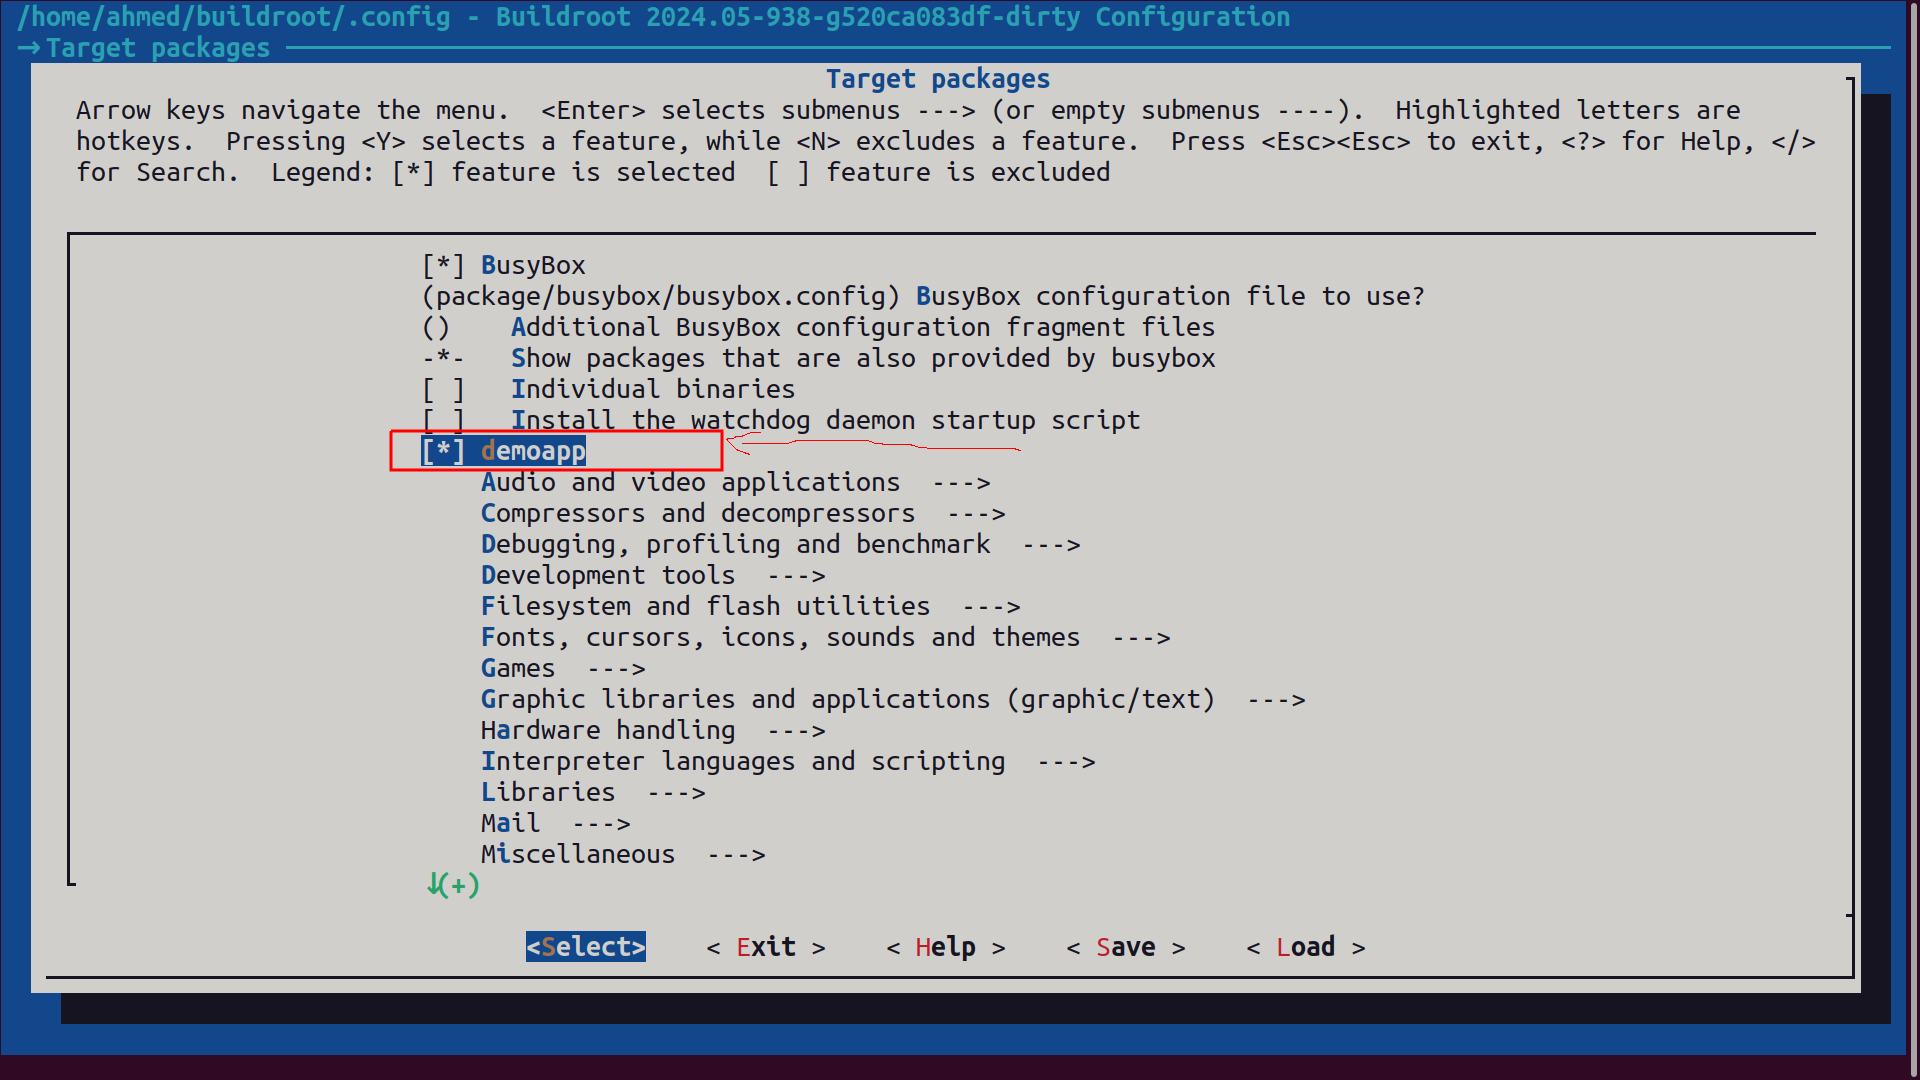 /home/ahmed/buildroot/.config - Buildroot 2024.05-938-g520ca083df-dirty Configuration
→ Target packages
Target packages
Arrow keys navigate the menu.  <Enter> selects submenus ---> (or empty submenus ----).  Highlighted letters are
hotkeys.  Pressing <Y> selects a feature, while <N> excludes a feature.  Press <Esc><Esc> to exit, <?> for Help, </>
for Search.  Legend: [*] feature is selected  [ ] feature is excluded
[*] BusyBox
(package/busybox/busybox.config) BusyBox configuration file to use?
()    Additional BusyBox configuration fragment files
-*-   Show packages that are also provided by busybox
[ ]   Individual binaries
[ ]   Install the watchdog daemon startup script
[*] demoapp
Audio and video applications  --->
Compressors and decompressors  --->
Debugging, profiling and benchmark  --->
Development tools  --->
Filesystem and flash utilities  --->
Fonts, cursors, icons, sounds and themes  --->
Games  --->
Graphic libraries and applications (graphic/text)  --->
Hardware handling  --->
Interpreter languages and scripting  --->
Libraries  --->
Mail  --->
Miscellaneous  --->
↓(+)
<Select>    < Exit >    < Help >    < Save >    < Load >